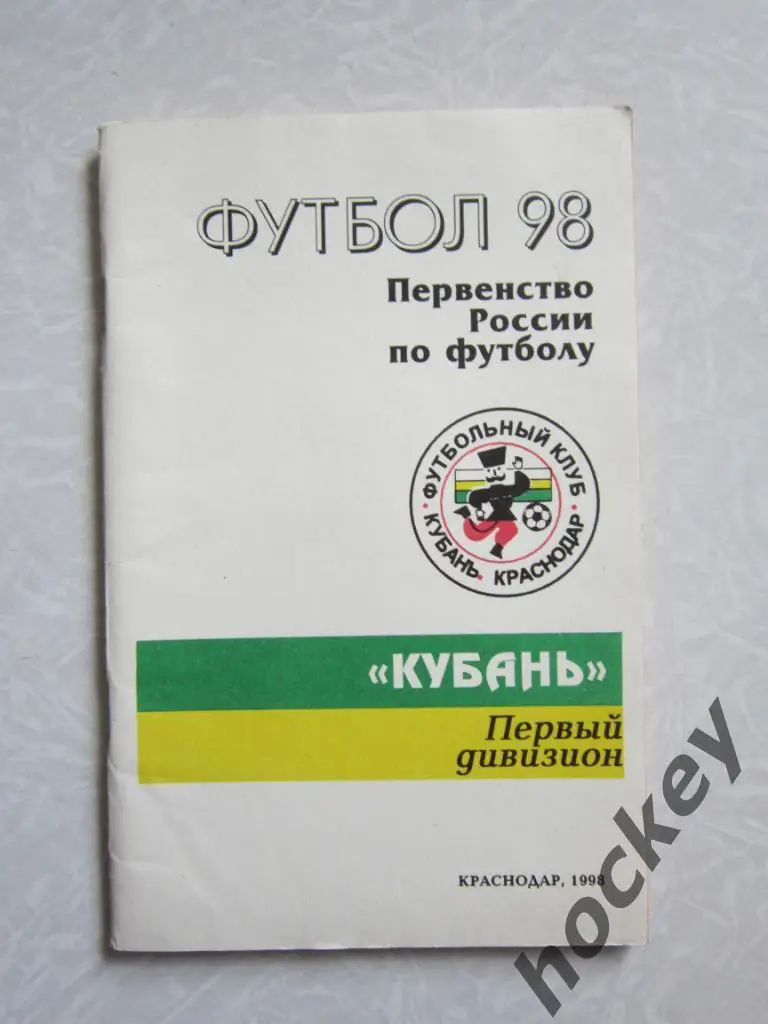 ФУТБОЛ 98
Первенство
России
по футболу
ФУТБОЛЬНЫЙ КЛУБ
КУБАНЬ КРАСНОДАР
«КУБАНЬ»
Первый
дивизион
КРАСНОДАР, 1998
hockey